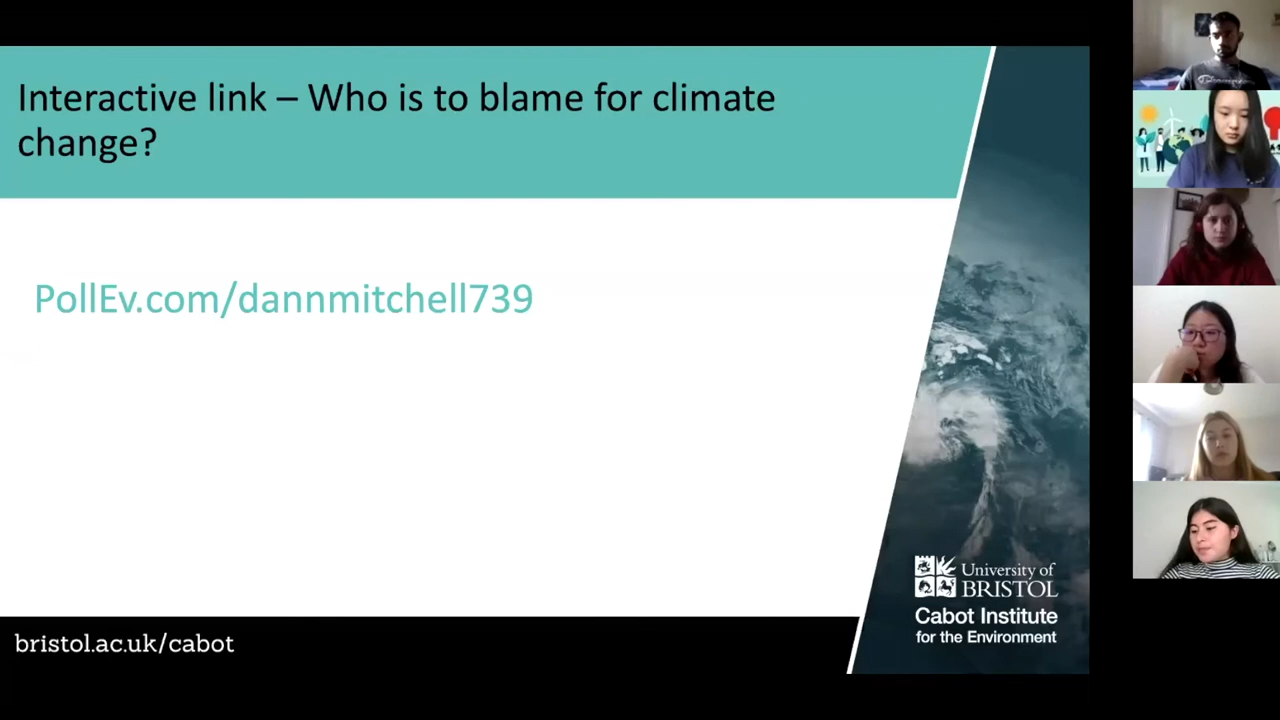 Interactive link – Who is to blame for climate
change?
PollEv.com/dannmitchell739
University of
BRISTOL
Cabot Institute
for the Environment
bristol.ac.uk/cabot